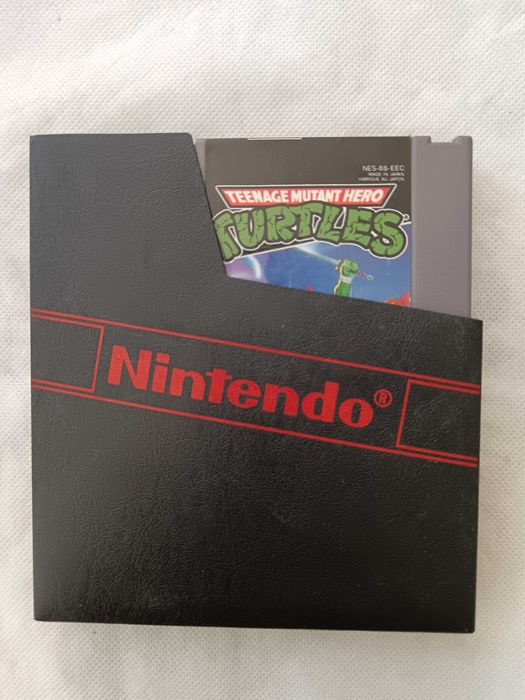 NES-88-EEC
MADE IN JAPAN
FABRIQUE AU JAPON
TEENAGE MUTANT HERO
TURTLES®
Nintendo®